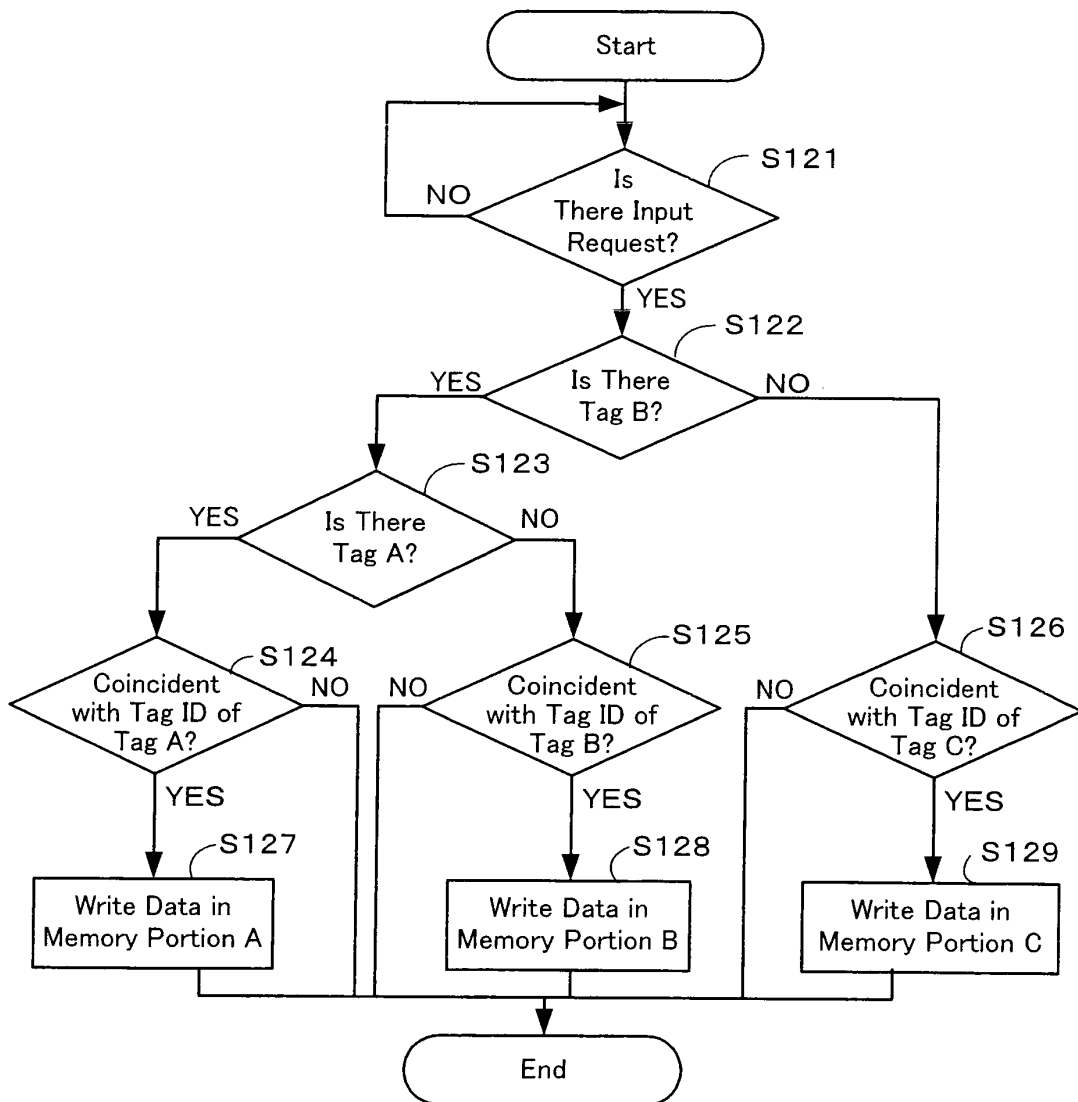 Start
S121
NO
Is
There Input
Request?
YES
S122
YES
Is There
Tag B?
NO
S123
YES
Is There
Tag A?
NO
S124
Coincident
with Tag ID of
Tag A?
NO
S125
NO
Coincident
with Tag ID of
Tag B?
S126
NO
Coincident
with Tag ID of
Tag C?
YES
YES
YES
S127
Write Data in
Memory Portion A
S128
Write Data in
Memory Portion B
S129
Write Data in
Memory Portion C
End